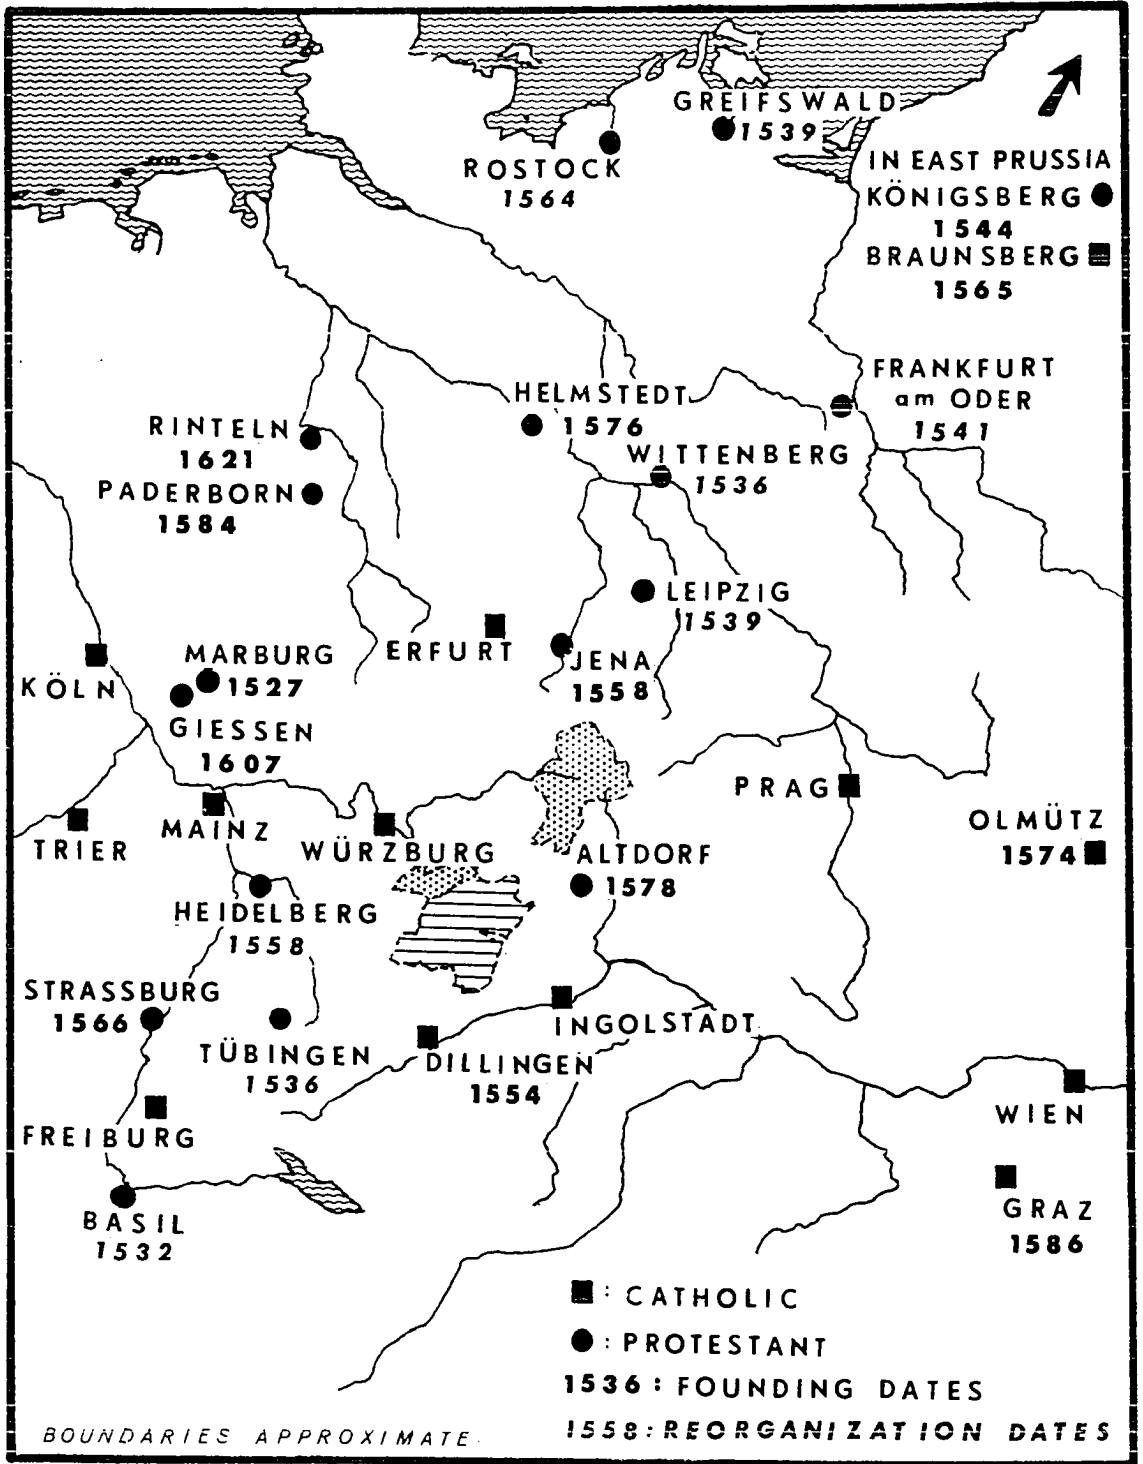 GREIFSWALD
1539
ROSTOCK
1564
IN EAST PRUSSIA
KÖNIGSBERG
1544
BRAUNSBERG
1565
FRANKFURT
am ODER
1541
HELMSTEDT
1576
RINTELN
1621
WITTENBERG
1536
PADERBORN
1584
LEIPZIG
1539
ERFURT
JENA
1558
KÖLN
MARBURG
1527
GIESSEN
1607
PRAG
OLMÜTZ
1574
TRIER
MAINZ
WÜRZBURG
ALTDORF
1578
HEIDELBERG
1558
STRASSBURG
1566
TÜBINGEN
1536
INGOLSTADT
DILLINGEN
1554
WIEN
FREIBURG
BASIL
1532
GRAZ
1586
: CATHOLIC
: PROTESTANT
1536 : FOUNDING DATES
1558 : REORGANIZATION DATES
BOUNDARIES APPROXIMATE